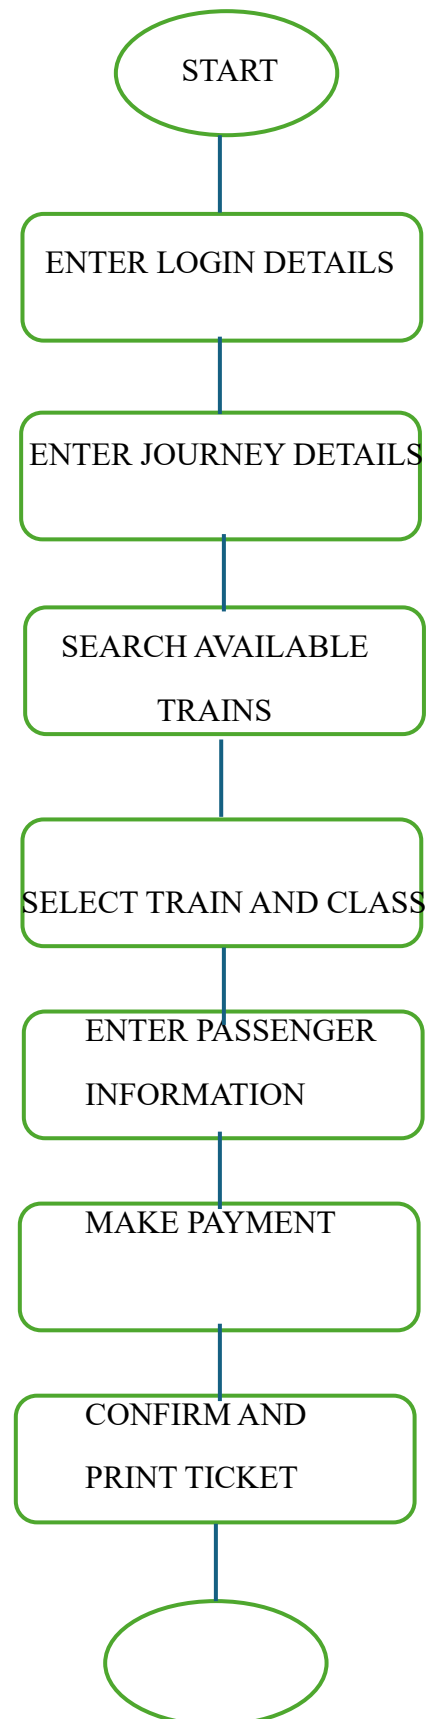 START
ENTER LOGIN DETAILS
ENTER JOURNEY DETAILS
SEARCH AVAILABLE
TRAINS
SELECT TRAIN AND CLASS
ENTER PASSENGER
INFORMATION
MAKE PAYMENT
CONFIRM AND
PRINT TICKET